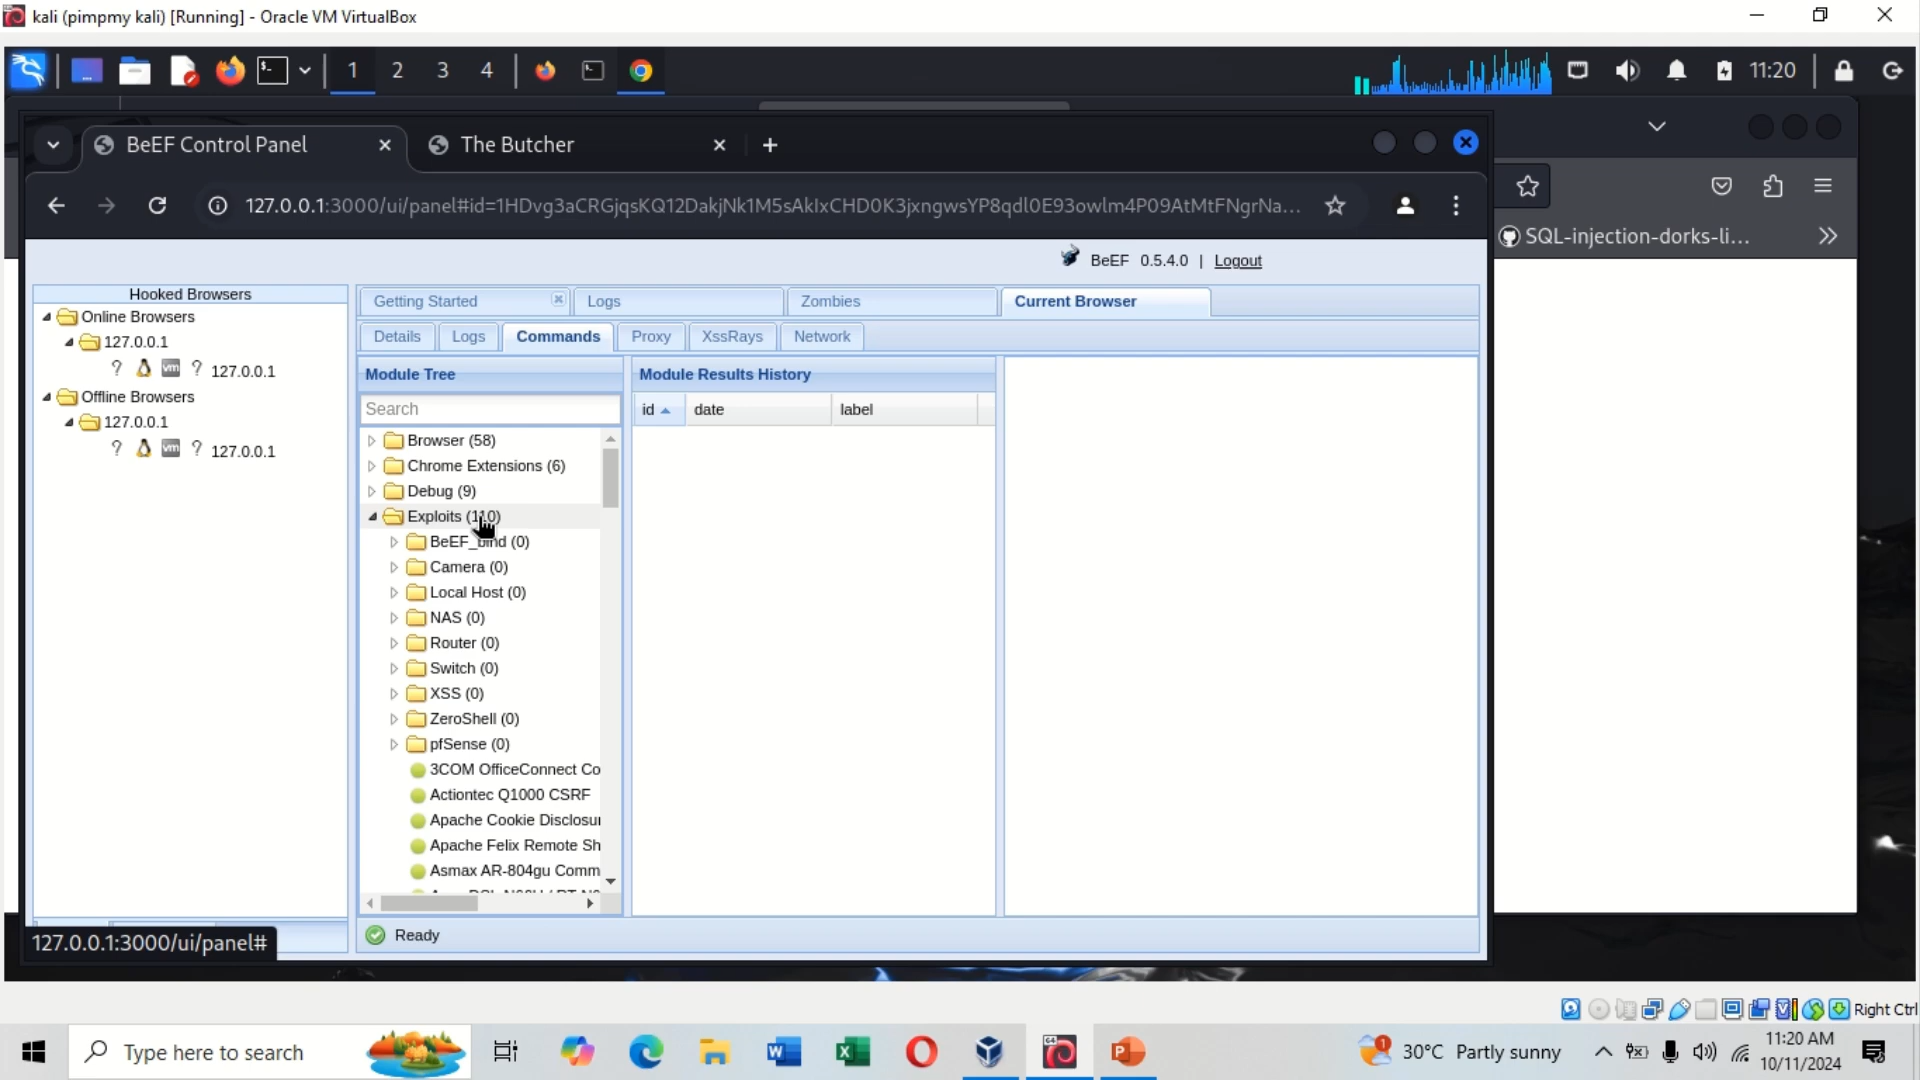 kali (pimpmy kali) [Running] - Oracle VM VirtualBox
1 2 3 4
11:20
BeEF Control Panel
The Butcher
127.0.0.1:3000/ui/panel#id=1HDvg3aCRGjqsKQ12DakjNk1M5sAkIxCHD0K3jxngwsYP8qdl0E93owlm4P09AtMtFNgrNa...
SQL-injection-dorks-li...
BeEF 0.5.4.0 | Logout
Hooked Browsers
Online Browsers
127.0.0.1
? vm ? 127.0.0.1
Offline Browsers
127.0.0.1
? vm ? 127.0.0.1
Getting Started
Logs
Zombies
Current Browser
Details
Logs
Commands
Proxy
XssRays
Network
Module Tree
Search
Browser (58)
Chrome Extensions (6)
Debug (9)
Exploits (110)
BeEF_bind (0)
Camera (0)
Local Host (0)
NAS (0)
Router (0)
Switch (0)
XSS (0)
ZeroShell (0)
pfSense (0)
3COM OfficeConnect Co
Actiontec Q1000 CSRF
Apache Cookie Disclosu
Apache Felix Remote Sh
Asmax AR-804gu Comm
Module Results History
id date label
Ready
127.0.0.1:3000/ui/panel#
Right Ctrl
Type here to search
1
30°C Partly sunny
11:20 AM
10/11/2024